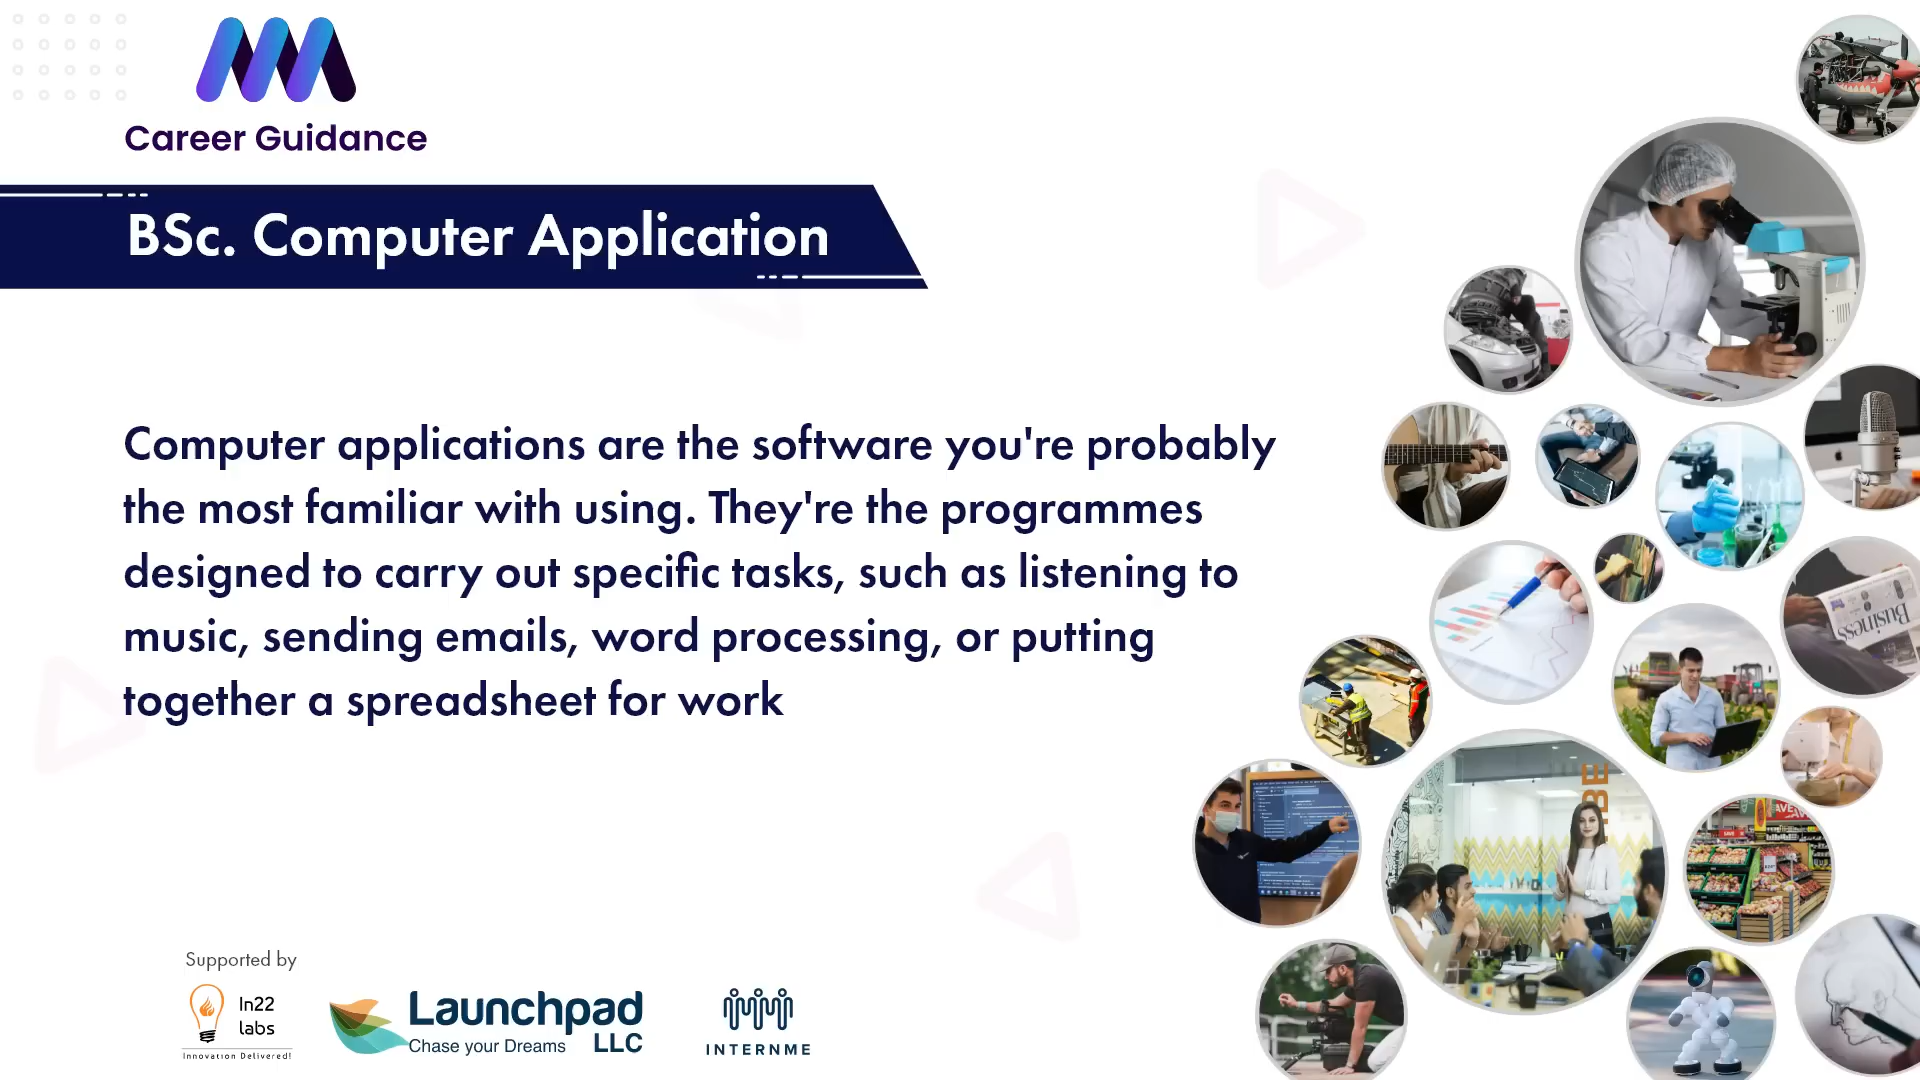 Career Guidance
BSc. Computer Application
Computer applications are the software you're probably
the most familiar with using. They're the programmes
designed to carry out specific tasks, such as listening to
music, sending emails, word processing, or putting
together a spreadsheet for work
Business
SAVE
Supported by
In22
labs
Innovation Delivered!
Launchpad
LLC
Chase your Dreams
INTERNME